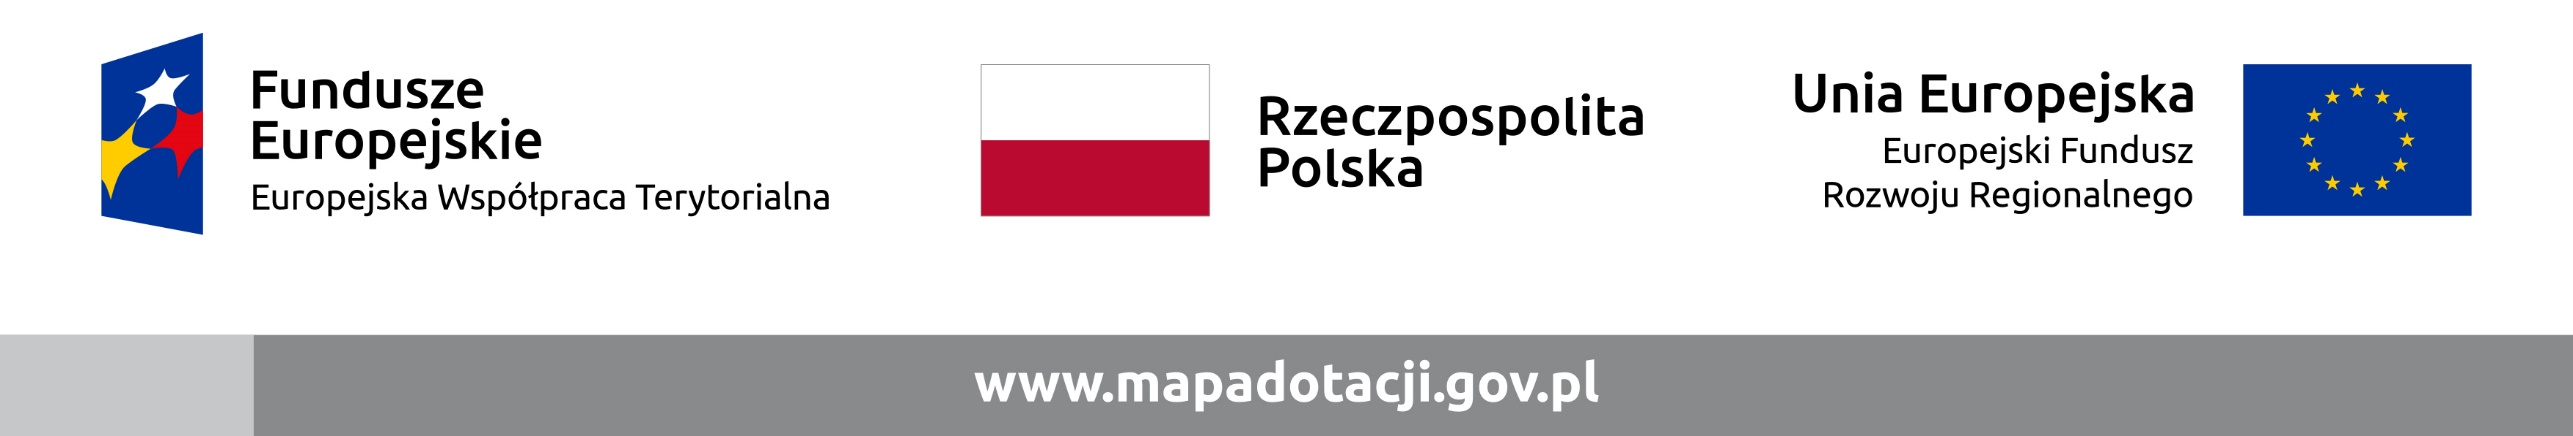 Fundusze
Europejskie
Europejska Współpraca Terytorialna
Rzeczpospolita
Polska
Unia Europejska
Europejski Fundusz
Rozwoju Regionalnego
www.mapadotacji.gov.pl